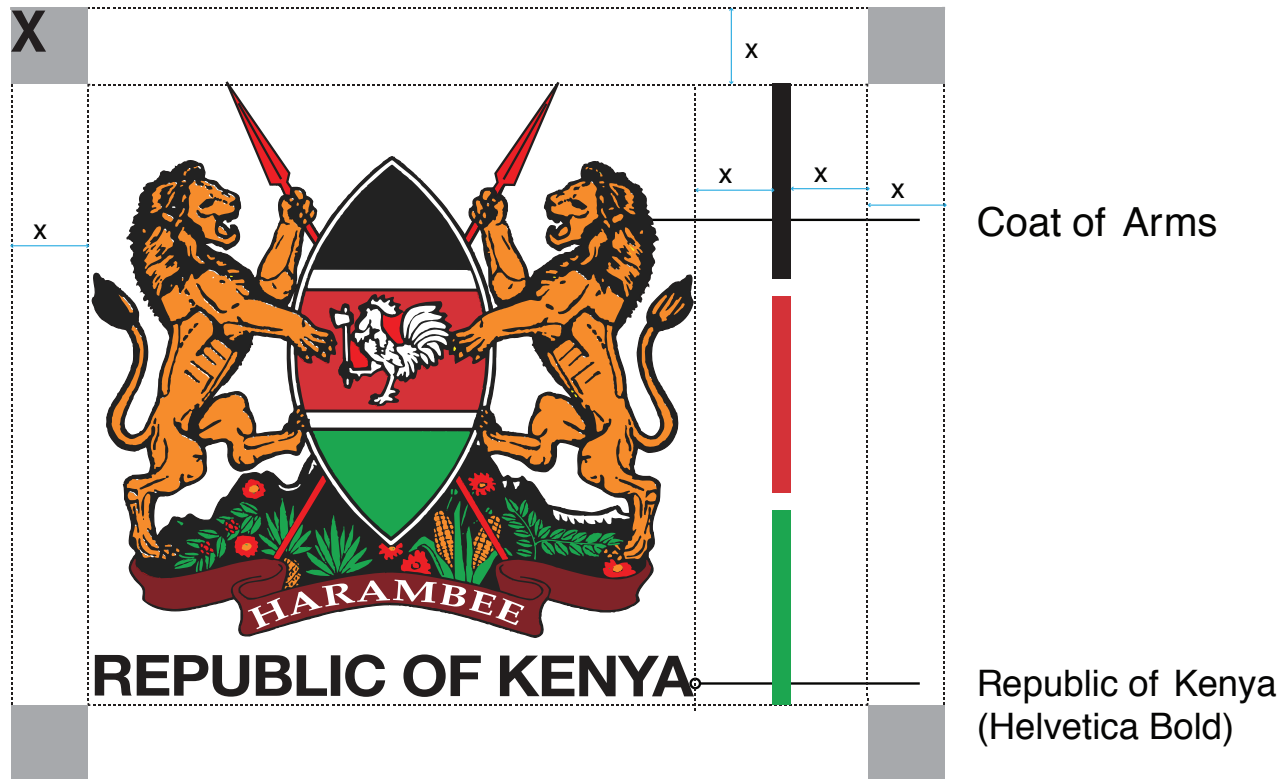 X
x
x
x
x
x
Coat of Arms
HARAMBEE
REPUBLIC OF KENYA
Republic of Kenya
(Helvetica Bold)